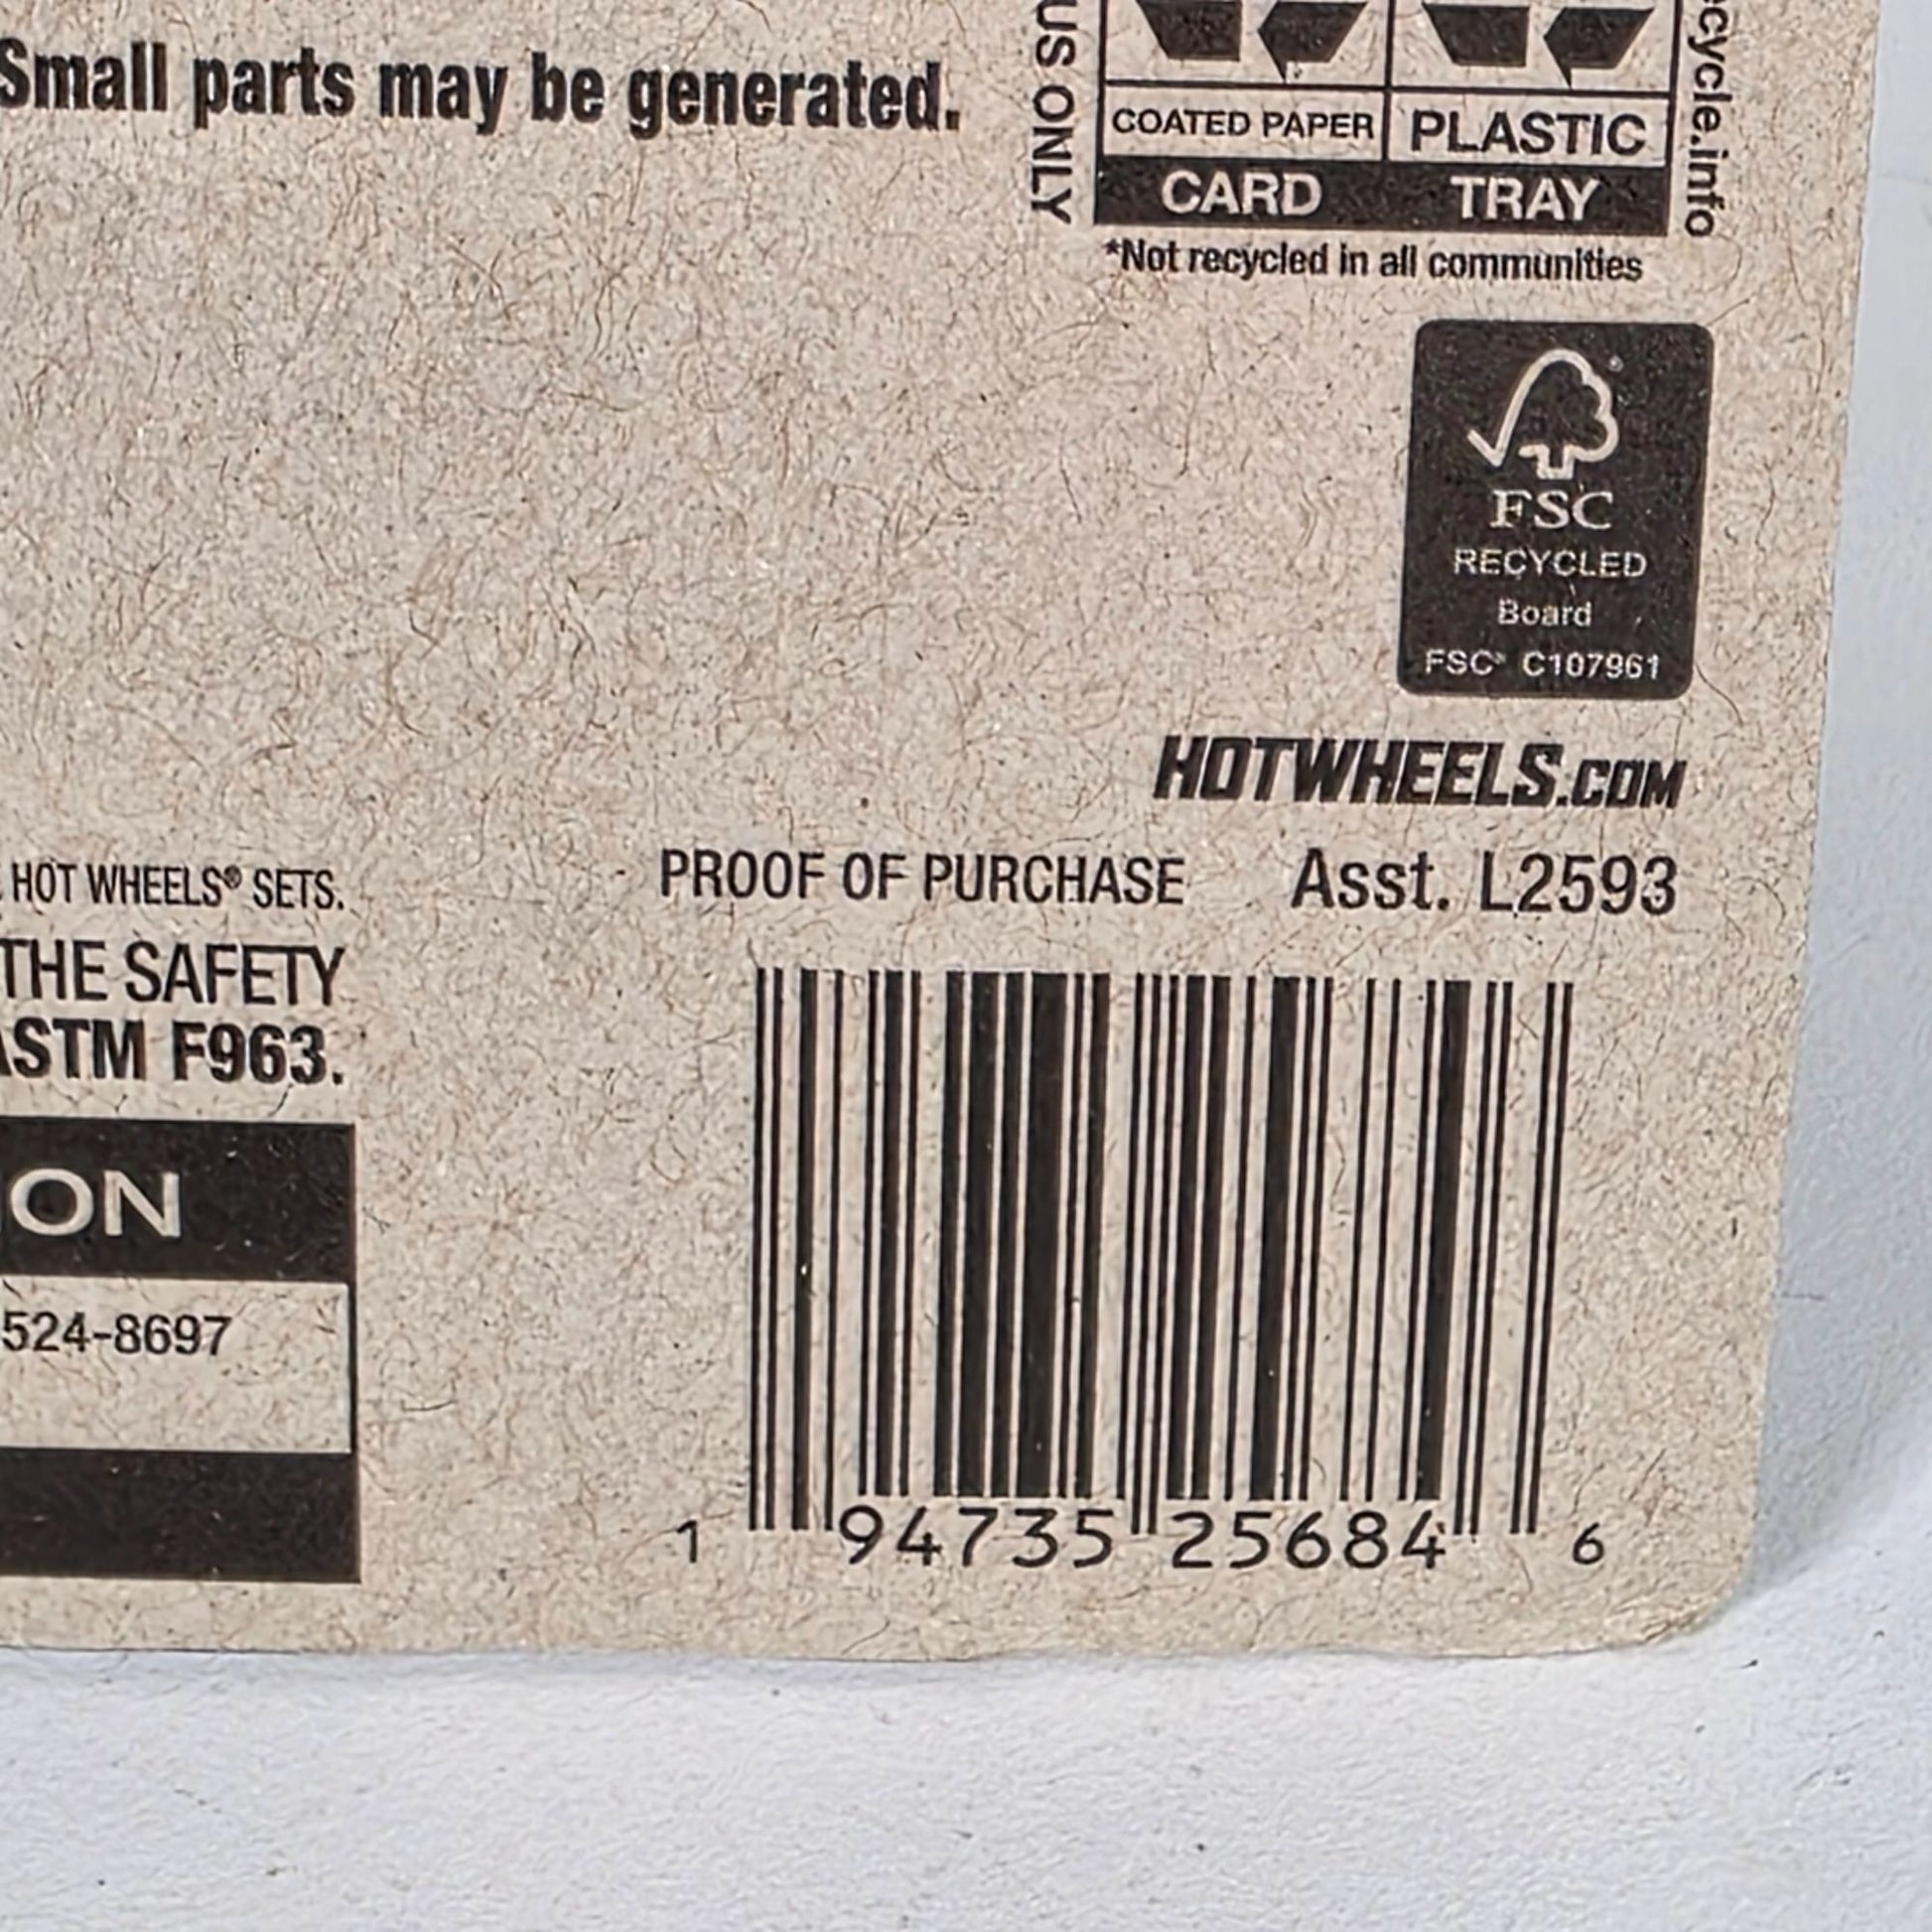 Small parts may be generated.
US ONLY
COATED PAPER
PLASTIC
CARD
TRAY
*Not recycled in all communities
FSC
RECYCLED
Board
FSC® C107961
HOTWHEELS.COM
HOT WHEELS® SETS.
PROOF OF PURCHASE Asst. L2593
THE SAFETY
ASTM F963.
ON
524-8697
1 94735 25684 6